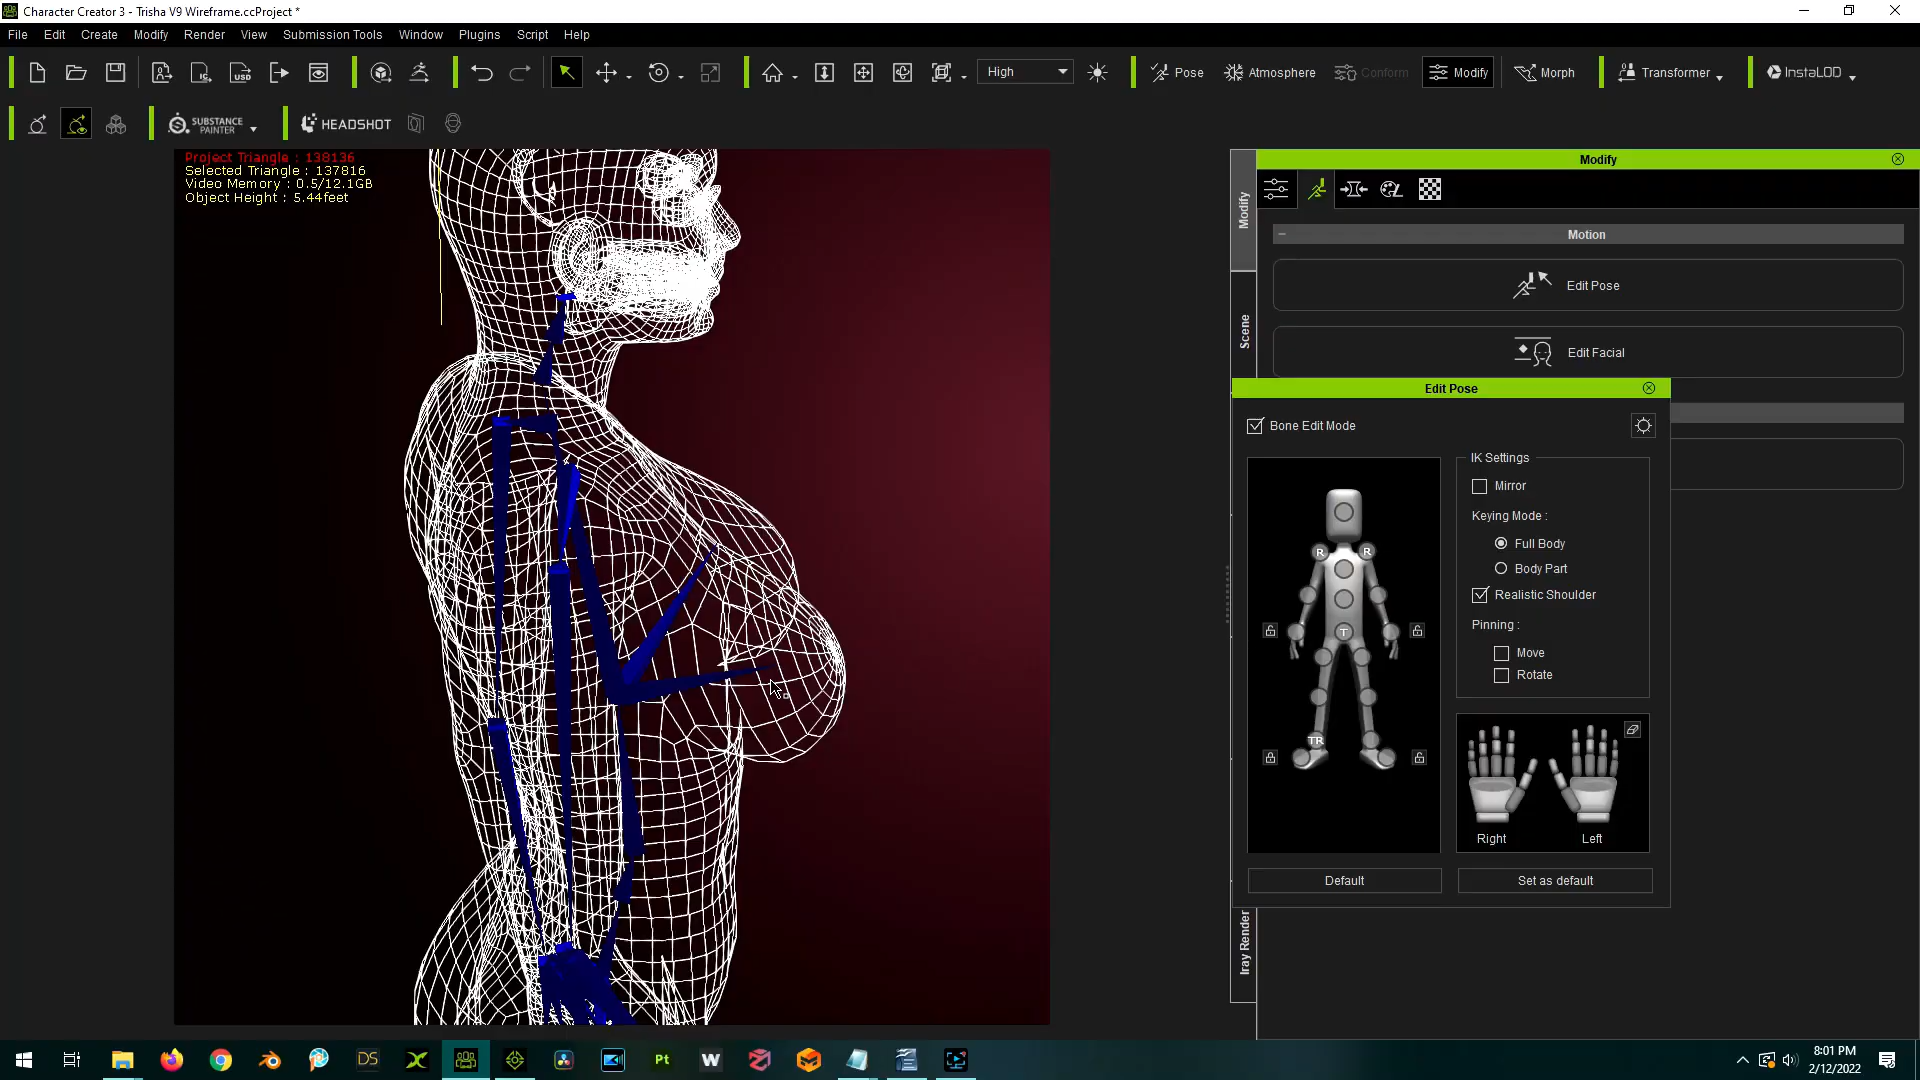 Character Creator 3 - Trisha V9 Wireframe.ccProject *
File Edit Create Modify Render View Submission Tools Window Plugins Script Help
High Pose Atmosphere Conform Modify Morph Transformer InstaLOD
SUBSTANCE PAINTER HEADSHOT
Project Triangle : 138136
Selected Triangle : 137816
Video Memory : 0.5/12.1GB
Object Height : 5.44feet
Modify
Modify
Scene
Iray Render
Motion
Edit Pose
Edit Facial
Edit Pose
Bone Edit Mode
IK Settings
Mirror
Keying Mode :
Full Body
Body Part
Realistic Shoulder
Pinning :
Move
Rotate
R R
T
TR
Right Left
Default Set as default
DS Pt W
8:01 PM
2/12/2022